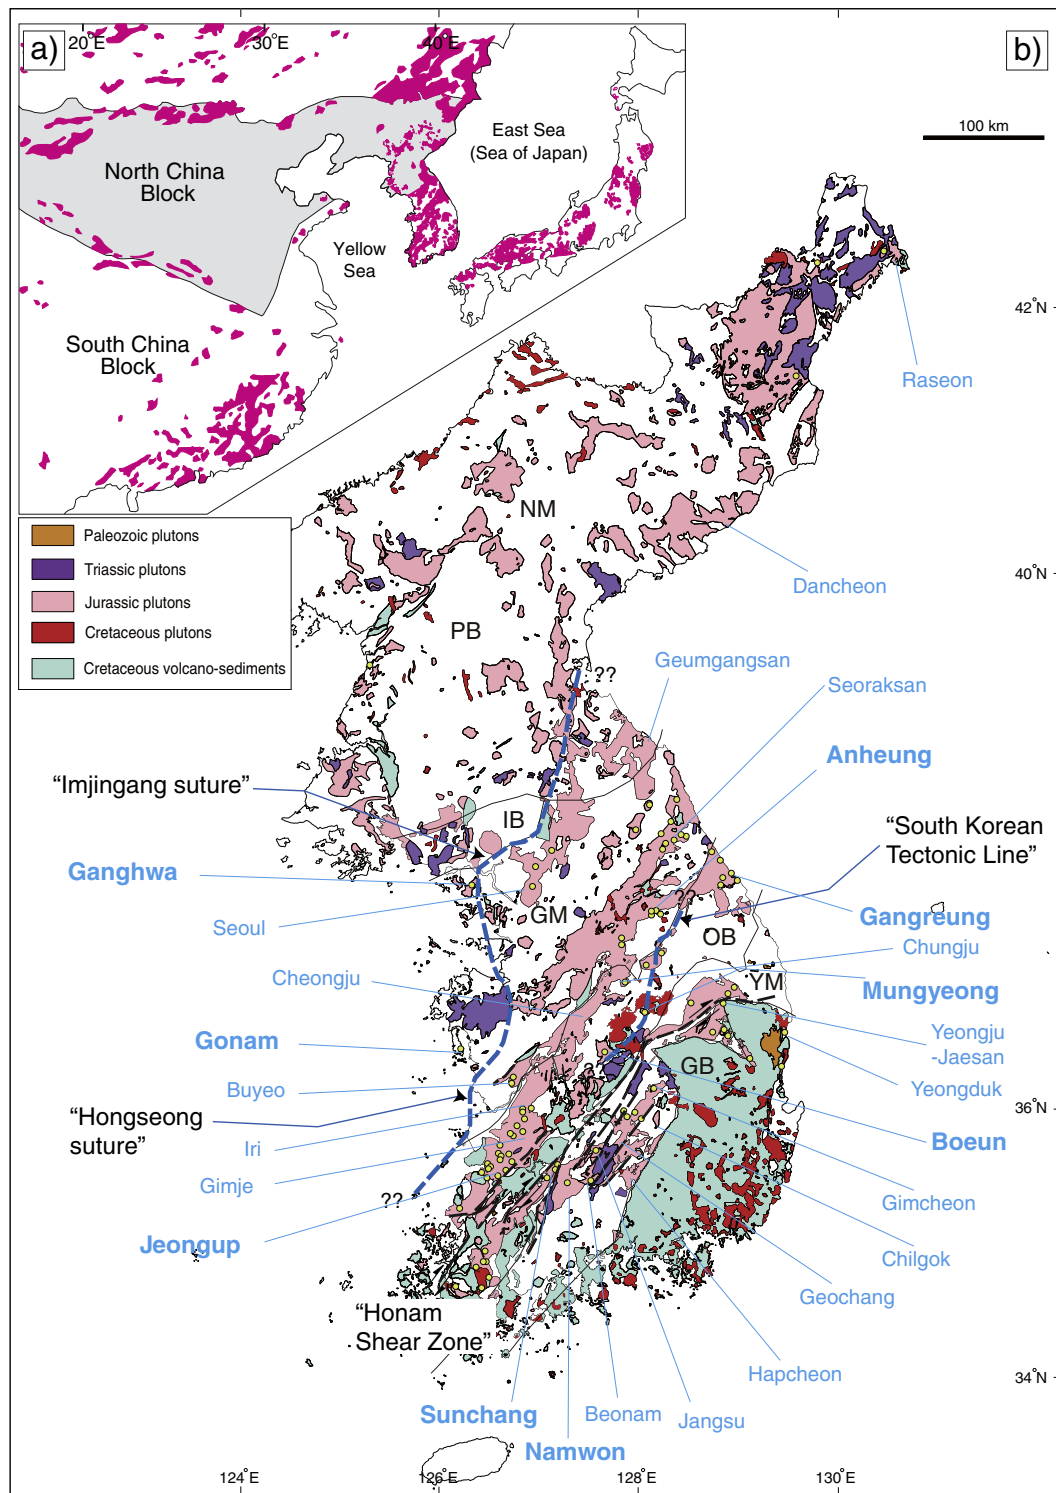 a)
20°E
30°E
40°E
b)
100 km
East Sea
(Sea of Japan)
North China
Block
Yellow
Sea
South China
Block
42°N
Raseon
Paleozoic plutons
Triassic plutons
Jurassic plutons
Cretaceous plutons
Cretaceous volcano-sediments
NM
Dancheon
40°N
PB
Geumgangsan
??
Seoraksan
Anheung
“Imjingang suture”
IB
“South Korean
Tectonic Line”
Ganghwa
??
Seoul
GM
Gangreung
OB
Chungju
Cheongju
YM
Mungyeong
Gonam
Yeongju
-Jaesan
GB
??
Buyeo
Yeongduk
36°N
“Hongseong
suture”
Iri
Boeun
Gimje
??
Gimcheon
Jeongup
Chilgok
Geochang
“Honam
Shear Zone”
Hapcheon
34°N
Sunchang
Beonam
Jangsu
Namwon
124°E
126°E
128°E
130°E